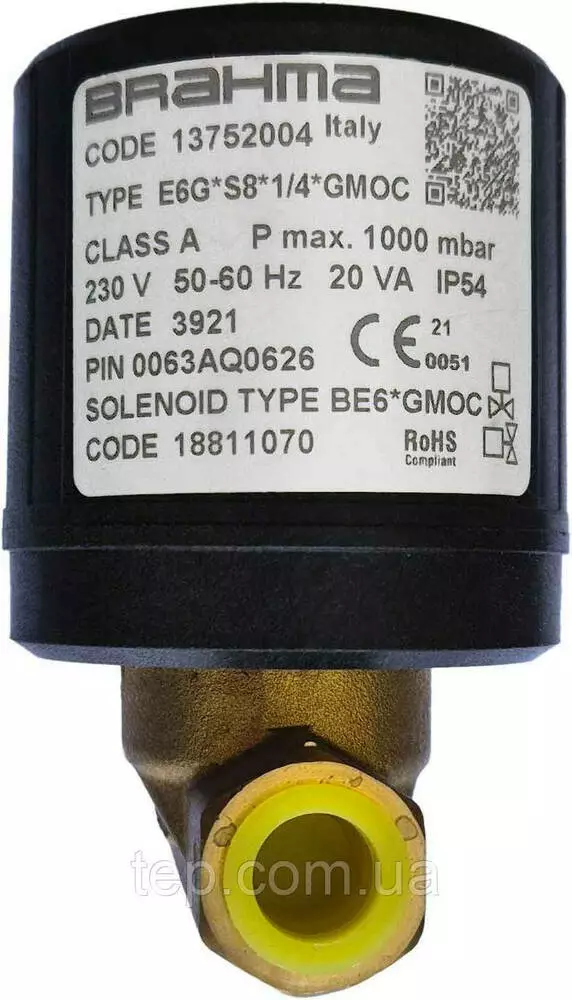 BRAHMA
CODE 13752004 Italy
TYPE E6G*S8*1/4*GMOC
CLASS A P max. 1000 mbar
230 V 50-60 Hz 20 VA IP54
DATE 3921
PIN 0063AQ0626
CE 21
0051
SOLENOID TYPE BE6*GMOC
CODE 18811070
RoHS
Compliant
tep.com.ua